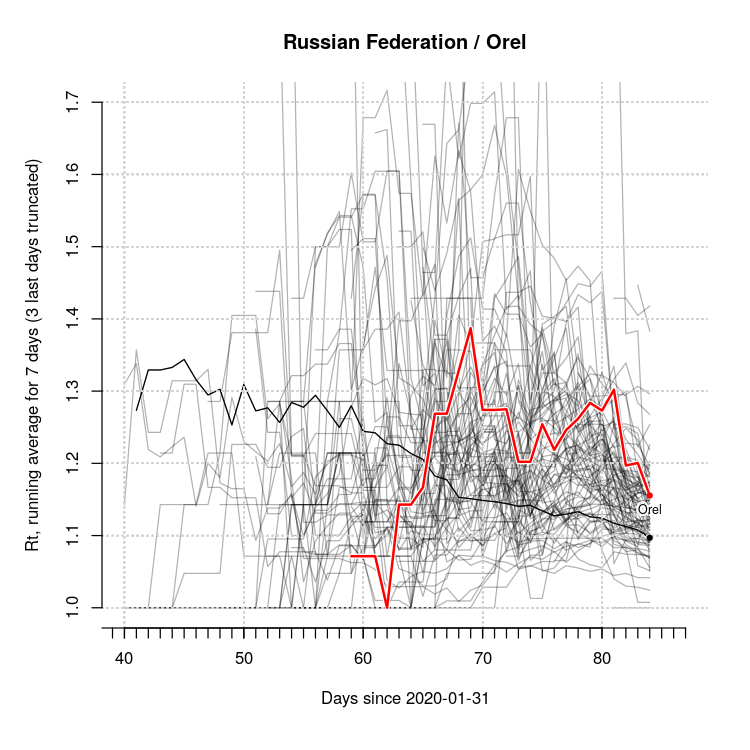 Russian Federation / Orel
Rt, running average for 7 days (3 last days truncated)
1.7
1.6
1.5
1.4
1.3
1.2
1.1
1.0
Orel
40 50 60 70 80
Days since 2020-01-31